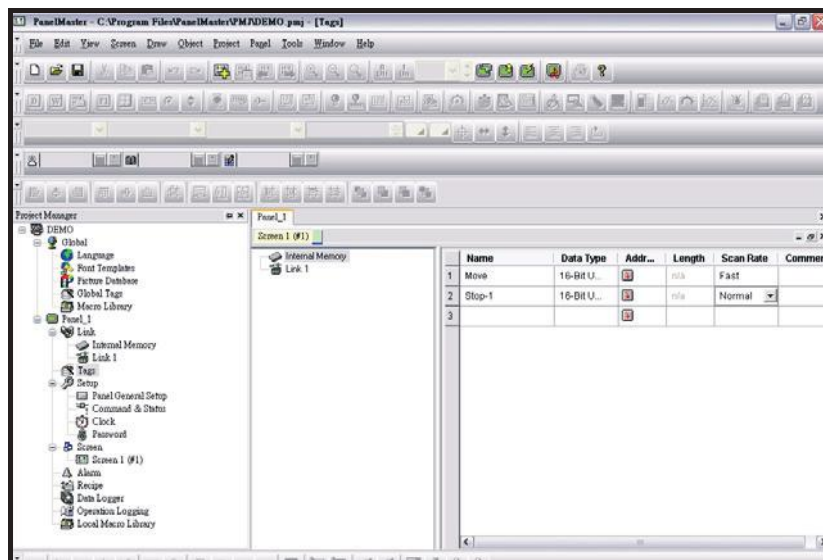 PanelMaster - C:\Program Files\PanelMaster\PMJ\DEMO.pmj - [Tags]
File Edit View Screen Draw Object Project Panel Tools Window Help
Project Manager
DEMO
Global
Language
Font Templates
Picture Database
Global Tags
Macro Library
Panel_1
Link
Internal Memory
Link 1
Tags
Setup
Panel General Setup
Command & Status
Clock
Password
Screen
Screen 1 (#1)
Alarm
Recipe
Data Logger
Operation Logging
Local Macro Library
Panel_1
Screen 1 (#1)
Internal Memory
Link 1
Name Data Type Addr... Length Scan Rate Commen
1 Move 16-Bit U... n/a Fast
2 Stop-1 16-Bit U... n/a Normal
3